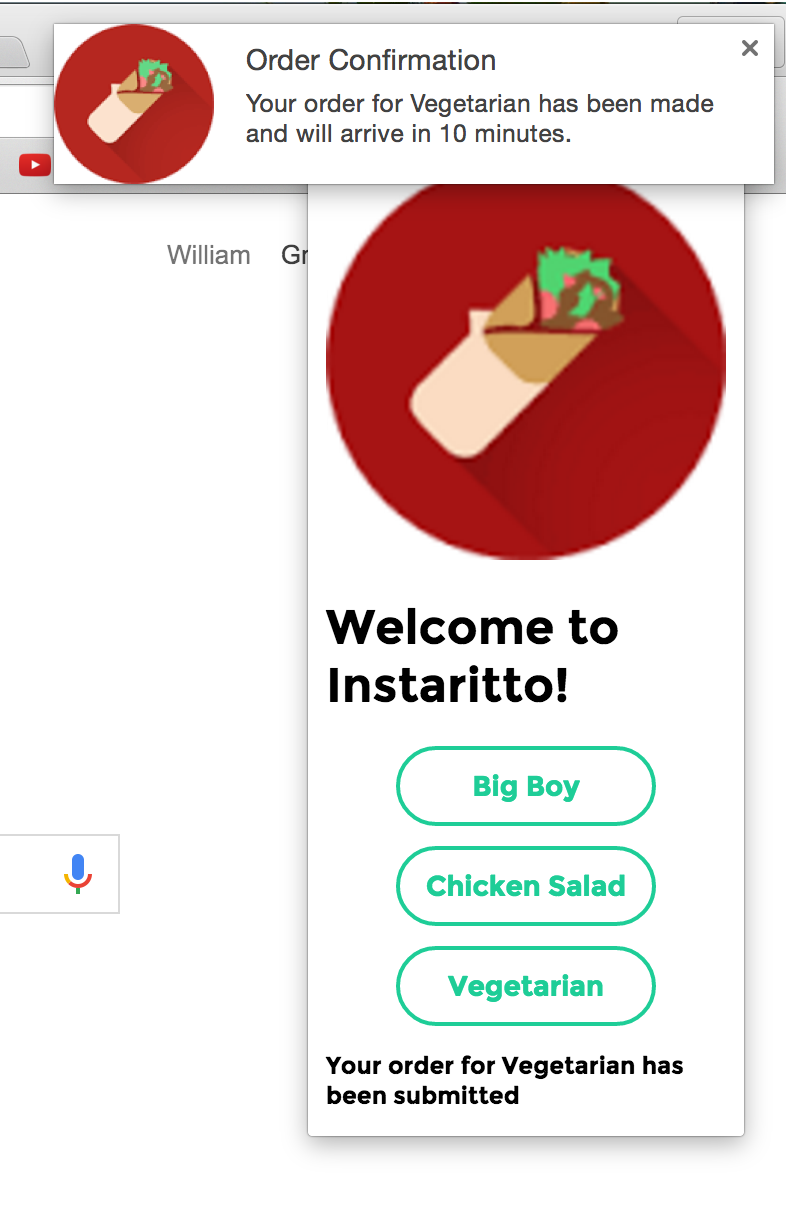 Order Confirmation
Your order for Vegetarian has been made
and will arrive in 10 minutes.
William
Welcome to
Instaritto!
Big Boy
Chicken Salad
Vegetarian
Your order for Vegetarian has
been submitted